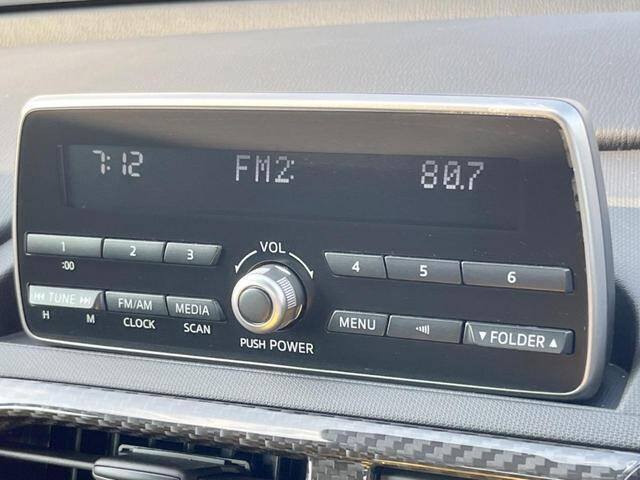 7:12 FM2: 80.7
VOL
1 2 3 4 5 6
:00
⏮ TUNE ⏭ FM/AM MEDIA MENU ▼ FOLDER ▲
H M CLOCK SCAN
PUSH POWER